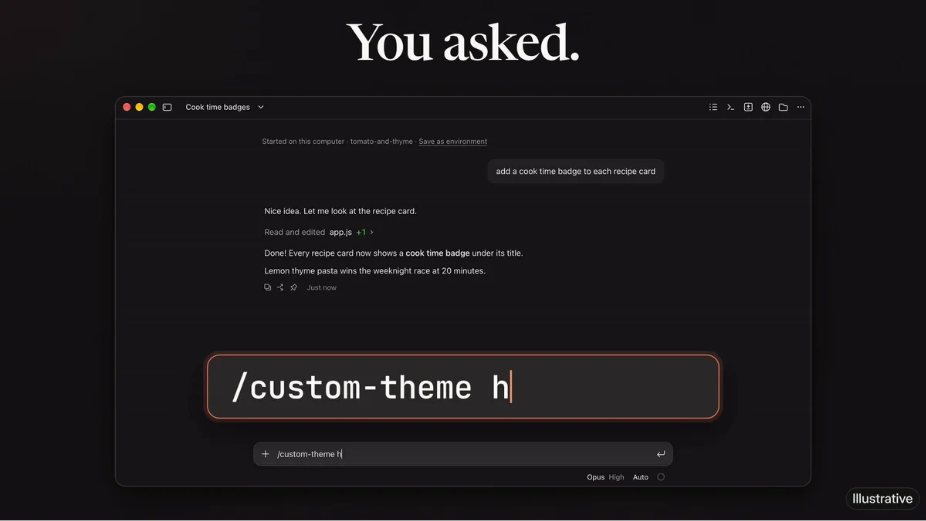 You asked.
Cook time badges
Started on this computer · tomato-and-thyme · Save as environment
add a cook time badge to each recipe card
Nice idea. Let me look at the recipe card.
Read and edited app.js +1 ›
Done! Every recipe card now shows a cook time badge under its title.
Lemon thyme pasta wins the weeknight race at 20 minutes.
Just now
/custom-theme h
/custom-theme h
Opus High Auto
Illustrative